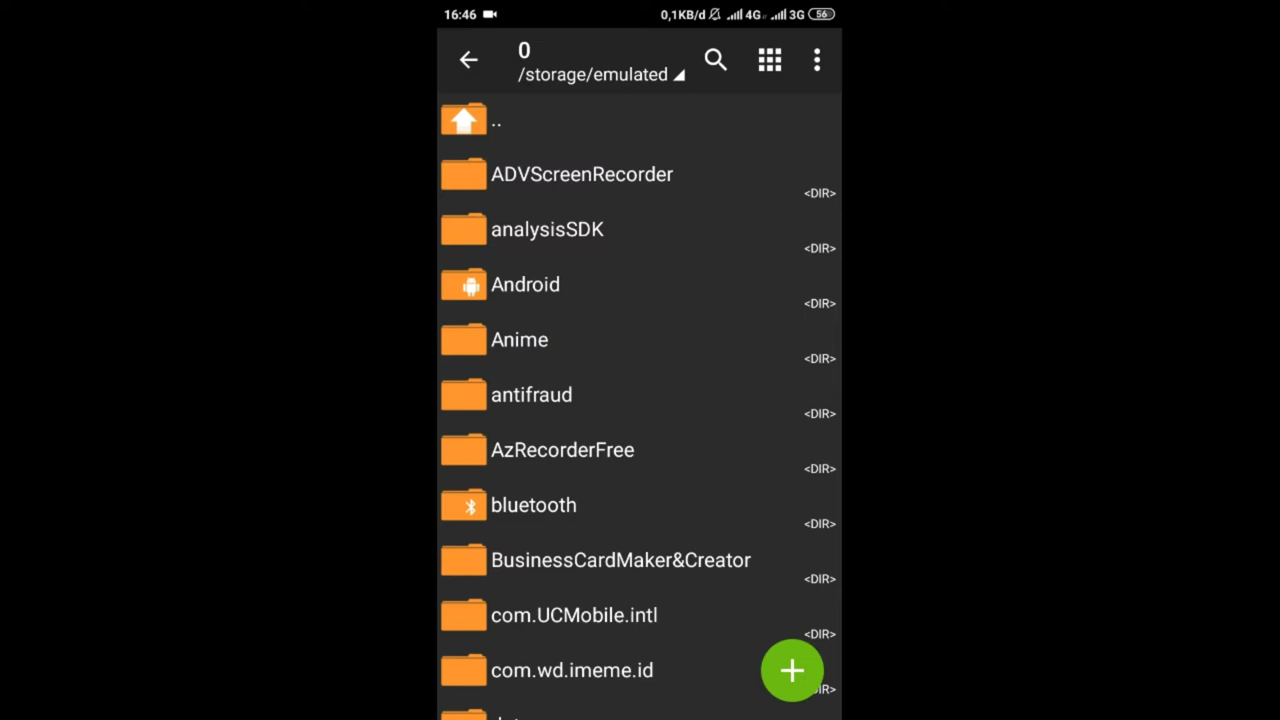 16:46 0,1KB/d 4G 3G 56
0
/storage/emulated
..
ADVScreenRecorder
<DIR>
analysisSDK
<DIR>
Android
<DIR>
Anime
<DIR>
antifraud
<DIR>
AzRecorderFree
<DIR>
bluetooth
<DIR>
BusinessCardMaker&Creator
<DIR>
com.UCMobile.intl
<DIR>
com.wd.imeme.id